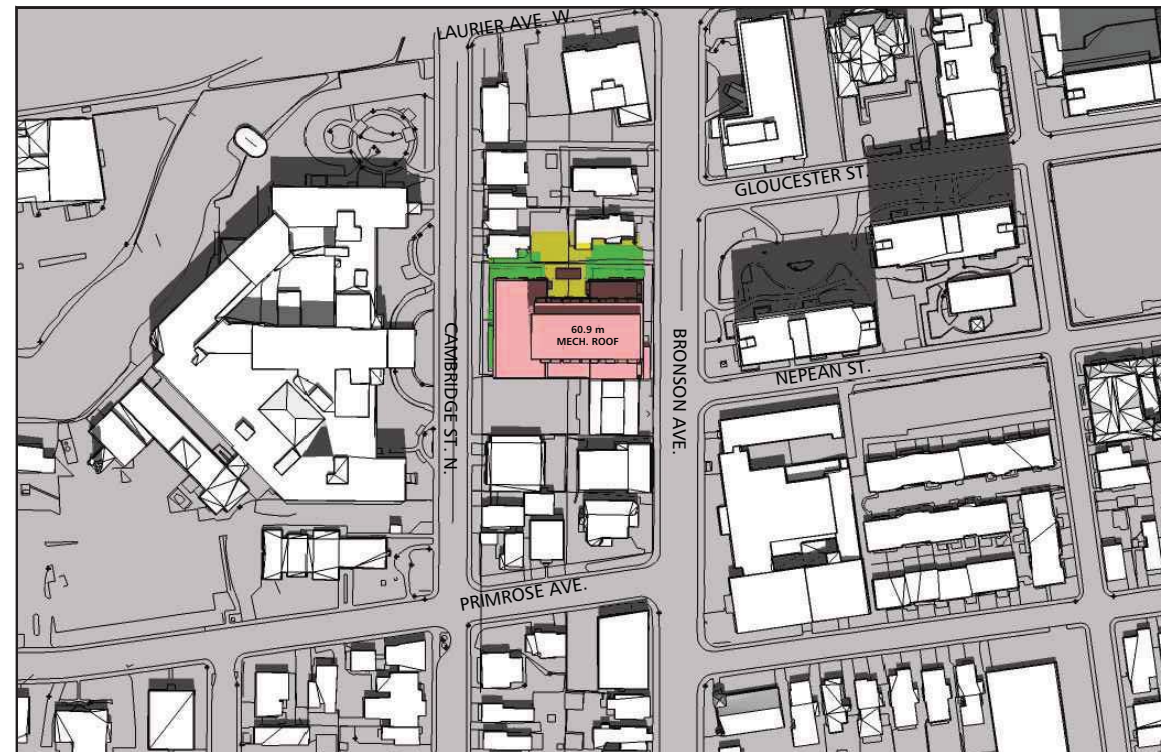 LAURIER AVE. W.
GLOUCESTER ST.
CAMBRIDGE ST. N.
60.9 m
MECH. ROOF
BRONSON AVE.
NEPEAN ST.
PRIMROSE AVE.